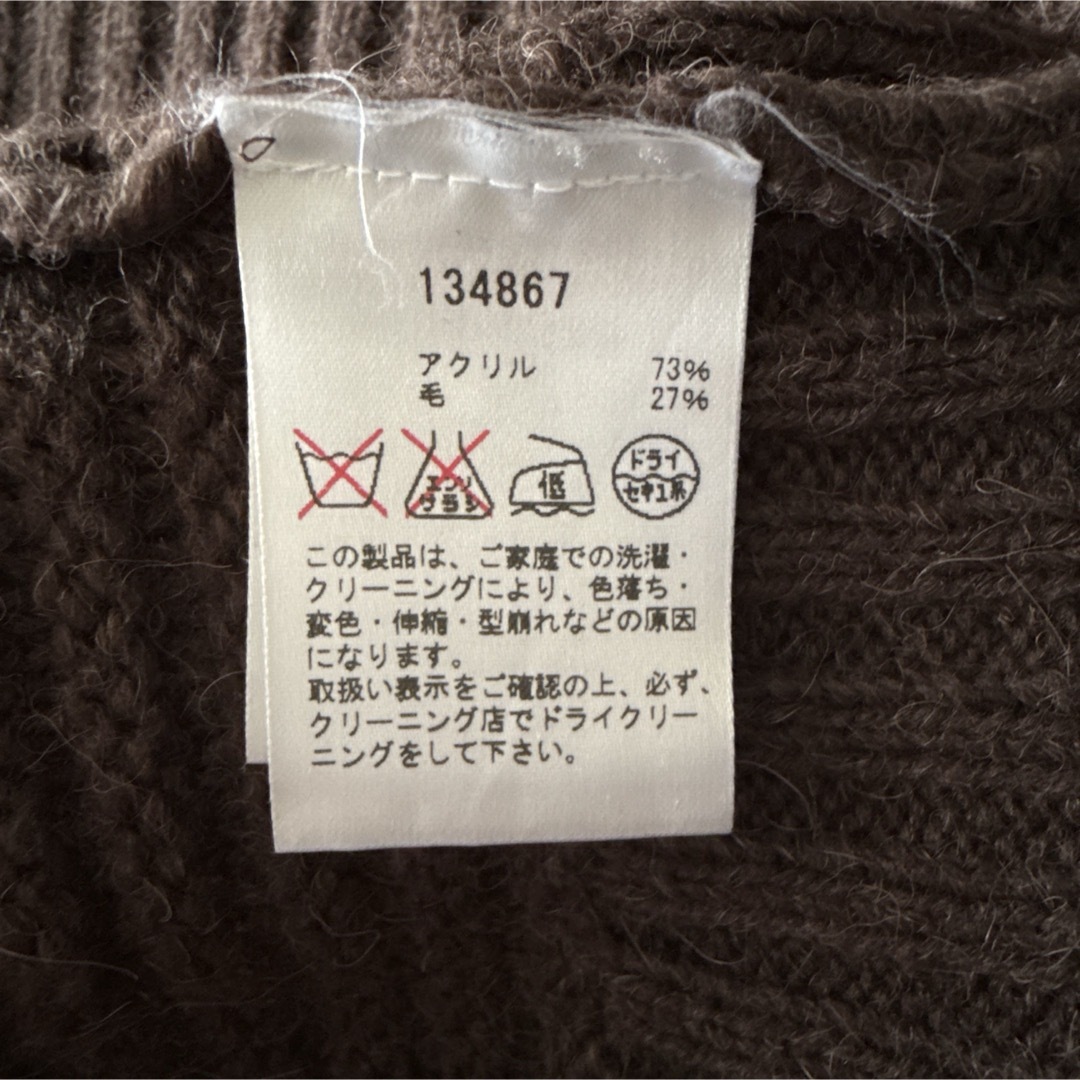 134867
アクリル 73%
毛 27%
エンソ
サラシ
低
ドライ
セキユ系
この製品は、ご家庭での洗濯・
クリーニングにより、色落ち・
変色・伸縮・型崩れなどの原因
になります。
取扱い表示をご確認の上、必ず、
クリーニング店でドライクリー
ニングをして下さい。